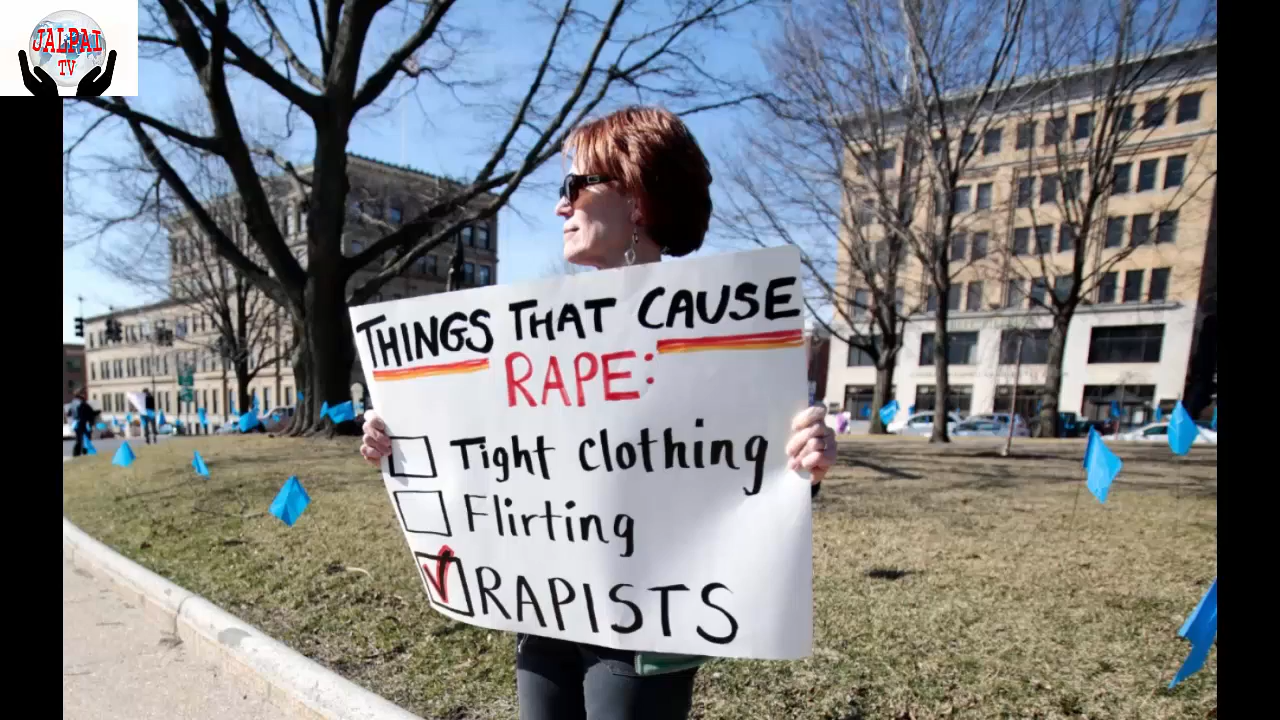 JALPAI
TV
THINGS THAT CAUSE
RAPE:
Tight clothing
Flirting
RAPISTS